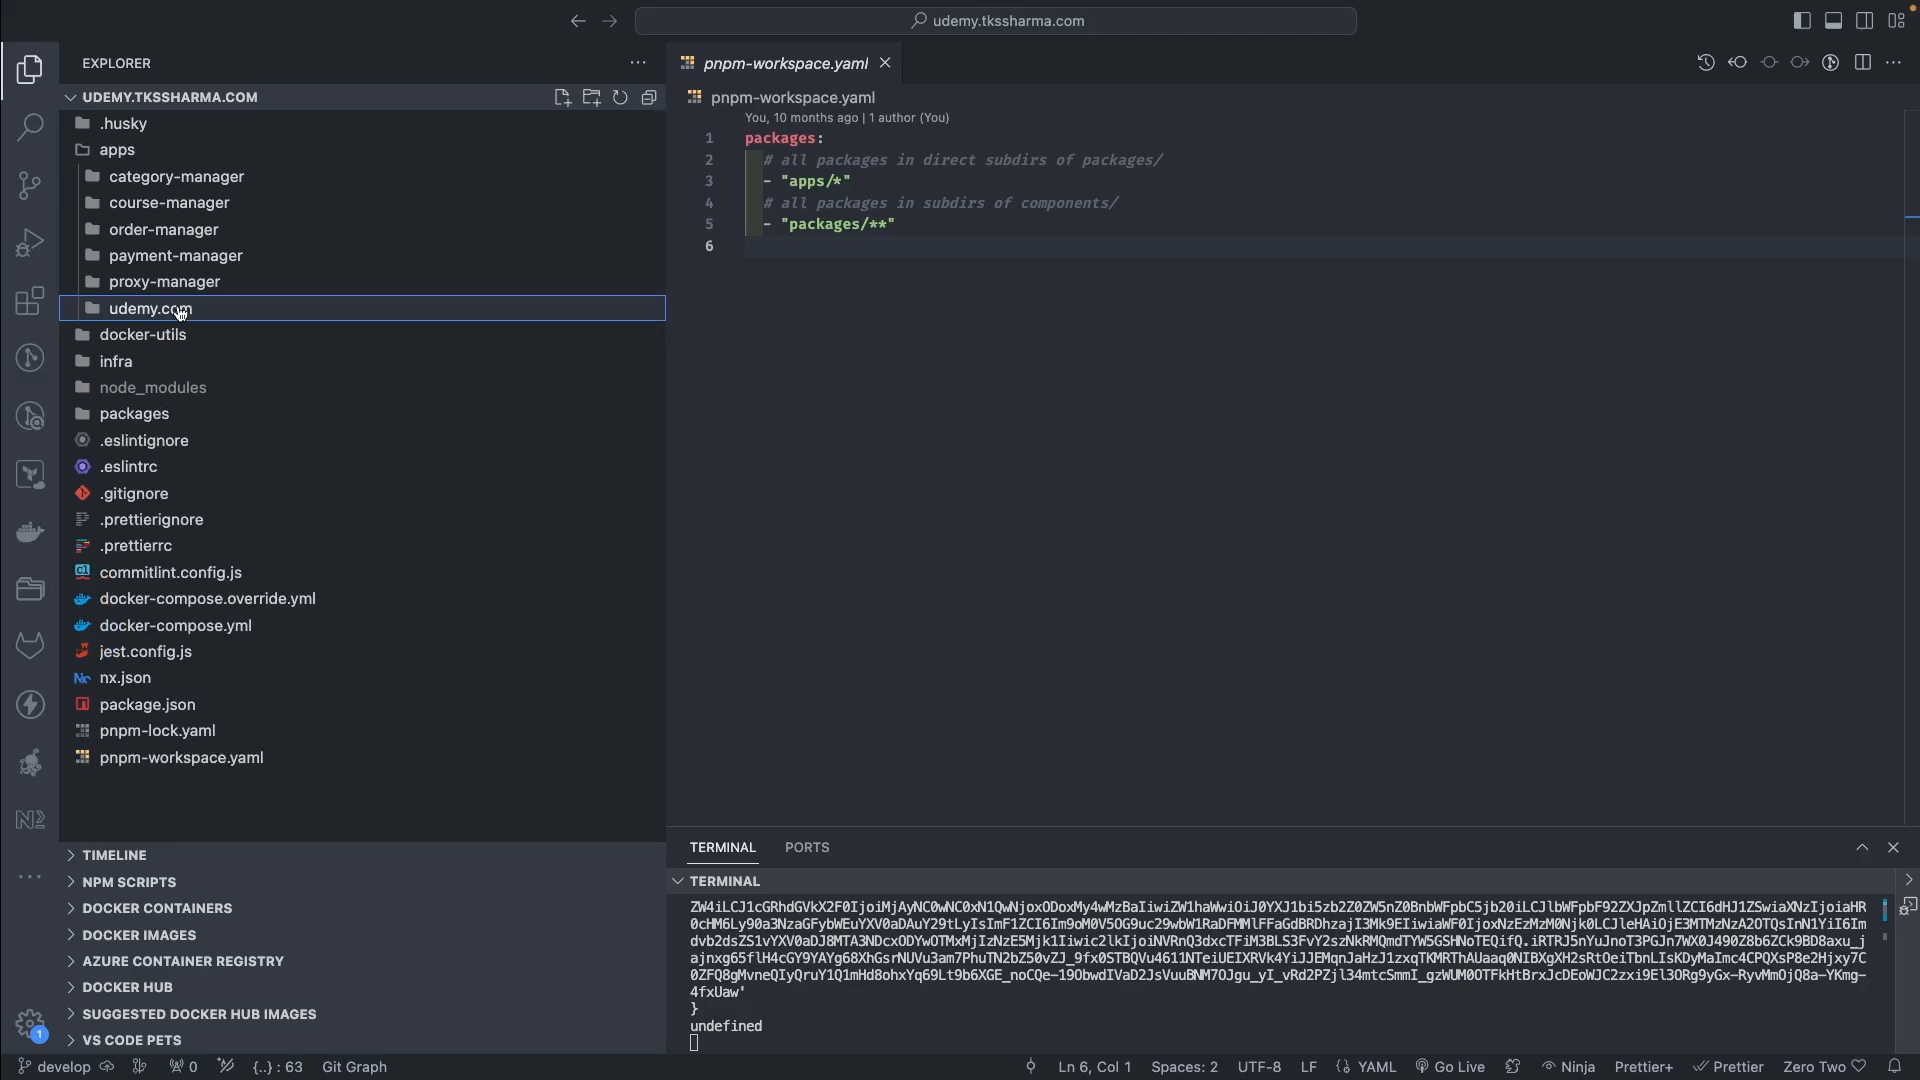 udemy.tkssharma.com
EXPLORER
UDEMY.TKSSHARMA.COM
.husky
apps
category-manager
course-manager
order-manager
payment-manager
proxy-manager
udemy.com
docker-utils
infra
node_modules
packages
.eslintignore
.eslintrc
.gitignore
.prettierignore
.prettierrc
commitlint.config.js
docker-compose.override.yml
docker-compose.yml
jest.config.js
nx.json
package.json
pnpm-lock.yaml
pnpm-workspace.yaml
TIMELINE
NPM SCRIPTS
DOCKER CONTAINERS
DOCKER IMAGES
AZURE CONTAINER REGISTRY
DOCKER HUB
SUGGESTED DOCKER HUB IMAGES
VS CODE PETS
pnpm-workspace.yaml
pnpm-workspace.yaml
You, 10 months ago | 1 author (You)
1 packages:
2 # all packages in direct subdirs of packages/
3 - "apps/*"
4 # all packages in subdirs of components/
5 - "packages/**"
6
TERMINAL PORTS
TERMINAL
4fxUaw'
}
undefined
1
develop 0 {..} : 63 Git Graph Ln 6, Col 1 Spaces: 2 UTF-8 LF YAML Go Live Ninja Prettier+ Prettier Zero Two